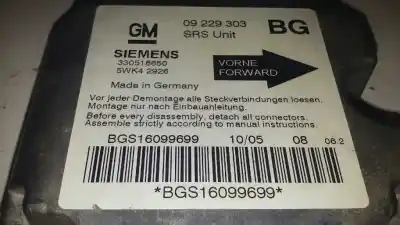 GM
09 229 303
BG
SRS Unit
SIEMENS
330518650
5WK4 2926
VORNE
FORWARD
Made in Germany
Vor jeder Demontage alle Steckverbindungen loesen.
Montage nur nach Einbauanleitung.
Before every disassembly, detach all connectors.
Assemble strictly according to manual instructions.
BGS16099699 10/05 08 06.2
*BGS16099699*